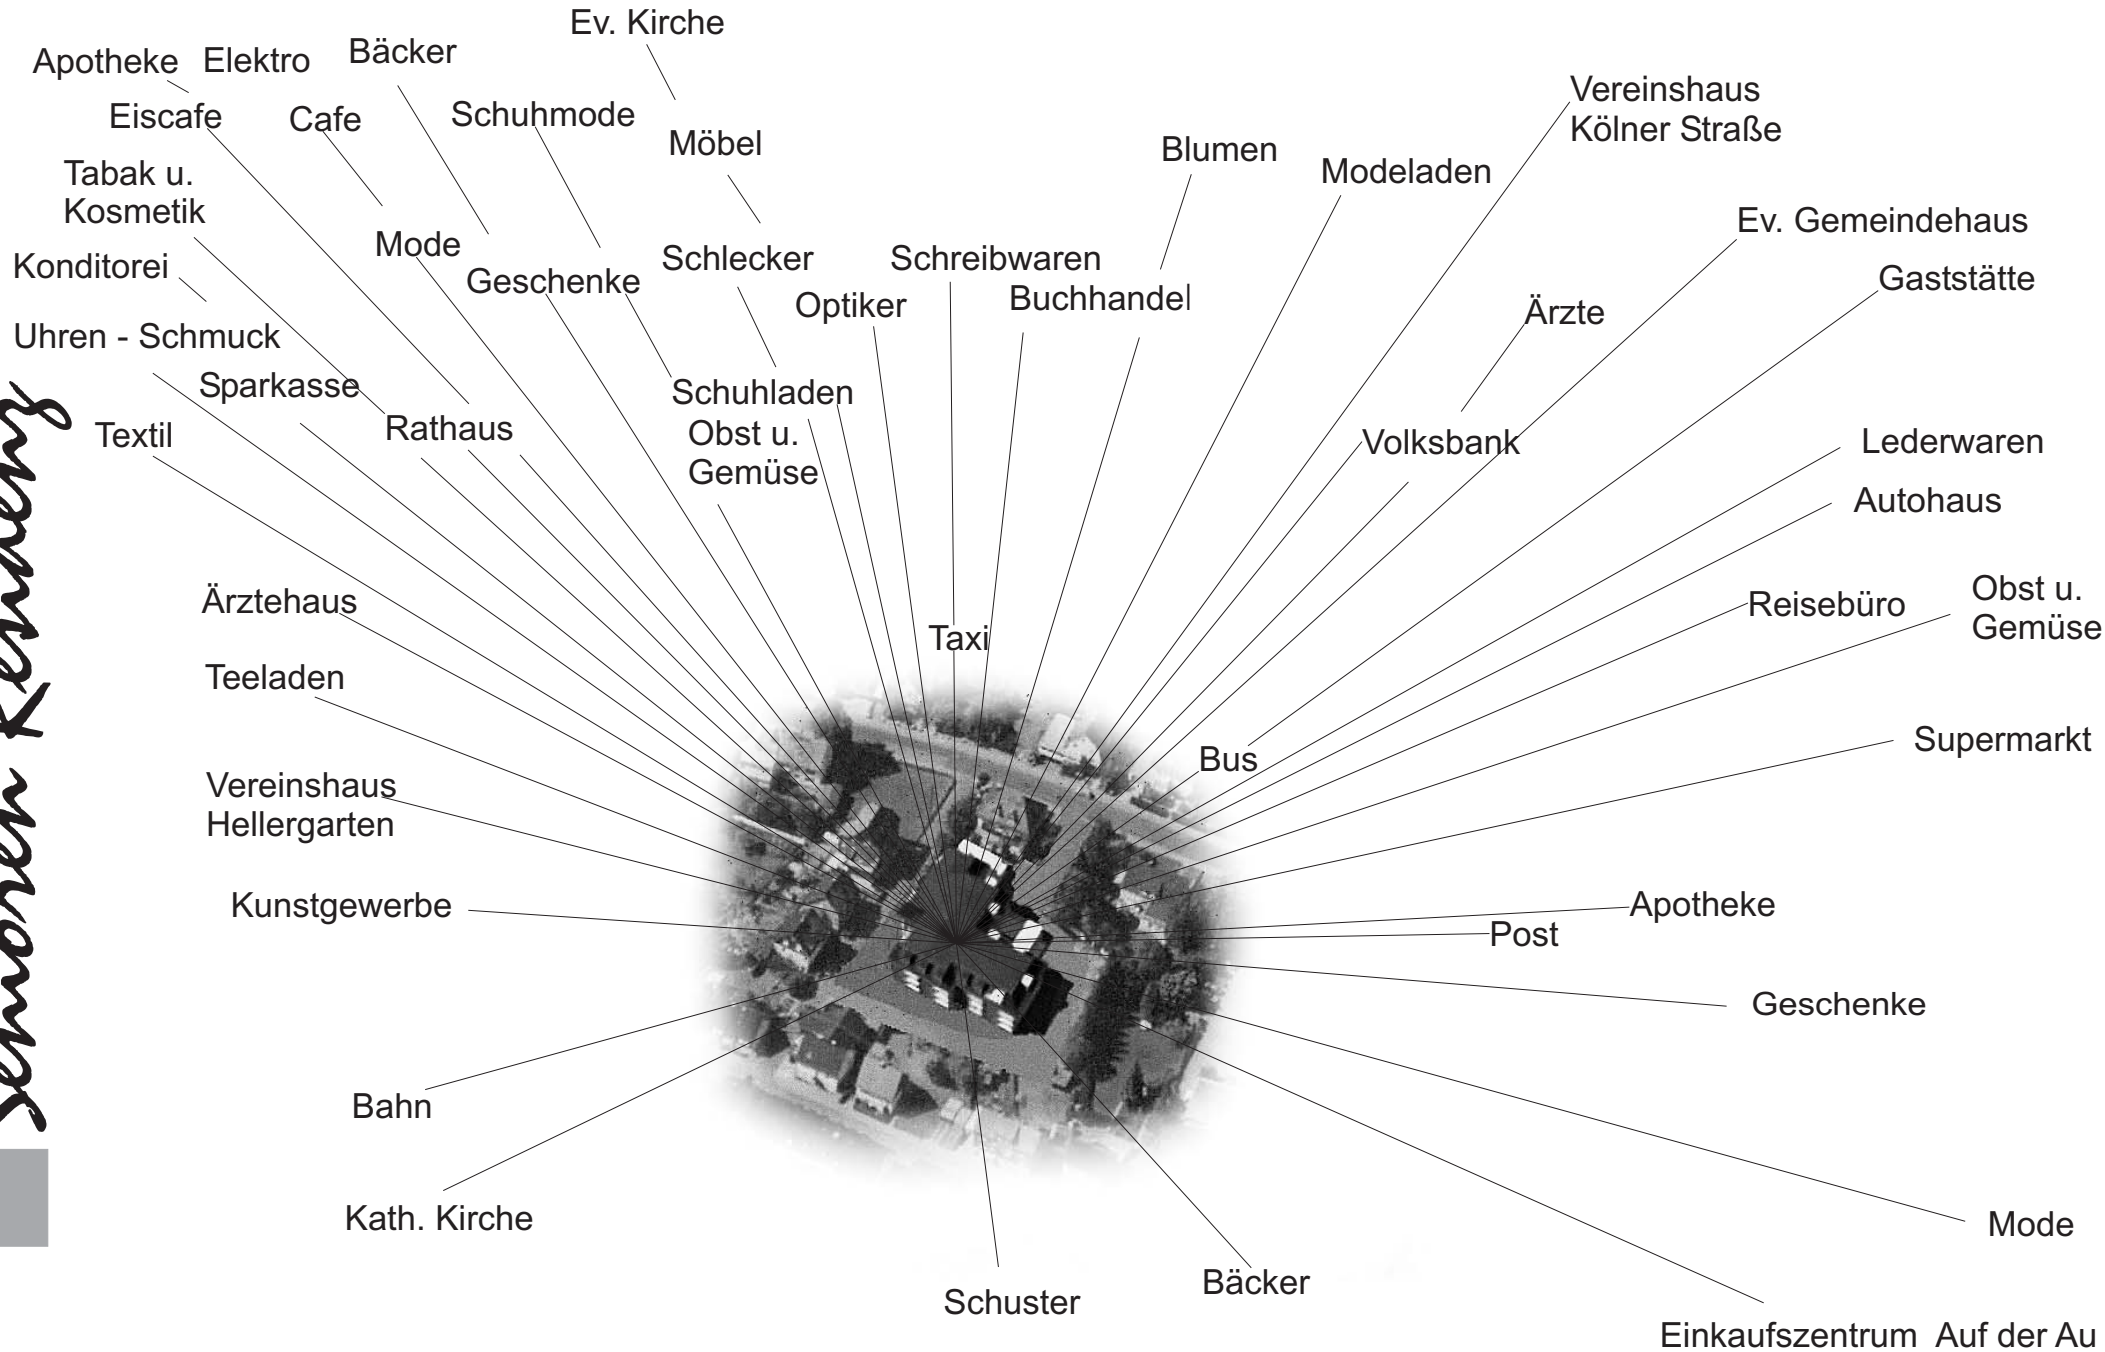 Ev. Kirche
Apotheke
Elektro
Bäcker
Eiscafe
Cafe
Schuhmode
Möbel
Vereinshaus
Kölner Straße
Blumen
Modeladen
Tabak u.
Kosmetik
Konditorei
Mode
Geschenke
Schlecker
Schreibwaren
Optiker
Buchhandel
Ev. Gemeindehaus
Gaststätte
Ärzte
Uhren - Schmuck
Sparkasse
Textil
Rathaus
Schuhladen
Obst u.
Gemüse
Volksbank
Lederwaren
Autohaus
Ärztehaus
Taxi
Reisebüro
Obst u.
Gemüse
Teeladen
Bus
Supermarkt
Vereinshaus
Hellergarten
Kunstgewerbe
Apotheke
Post
Geschenke
Bahn
Kath. Kirche
Schuster
Bäcker
Mode
Einkaufszentrum Auf der Au
Senioren Residenz